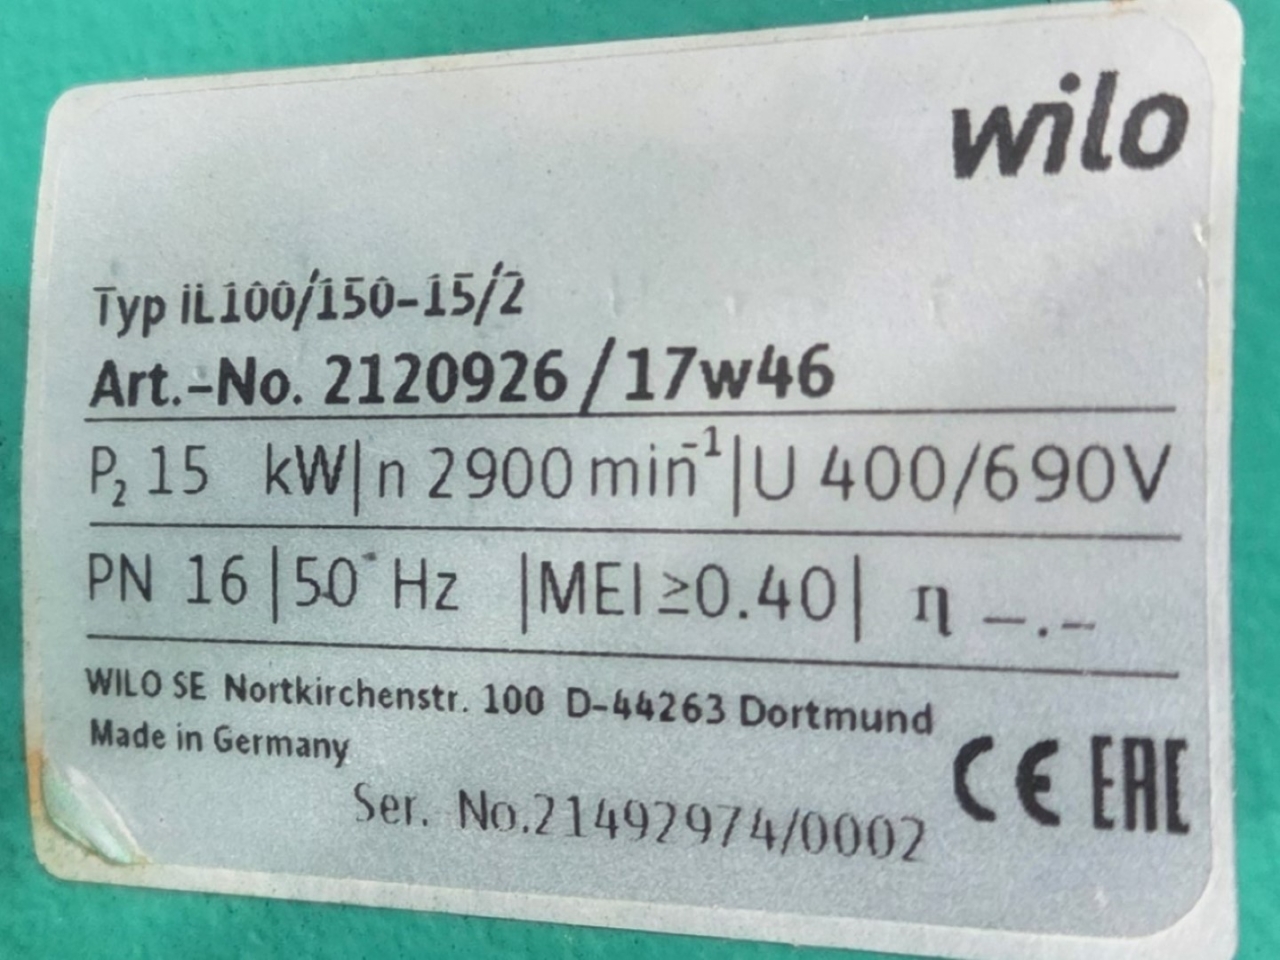 wilo
Typ IL100/150-15/2
Art.-No. 2120926/17w46
P₂ 15 kW|n 2900 min⁻¹|U 400/690V
PN 16|50 Hz |MEI ≥0.40| η –.–
WILO SE Nortkirchenstr. 100 D-44263 Dortmund
Made in Germany
CE EAC
Ser. No.21492974/0002